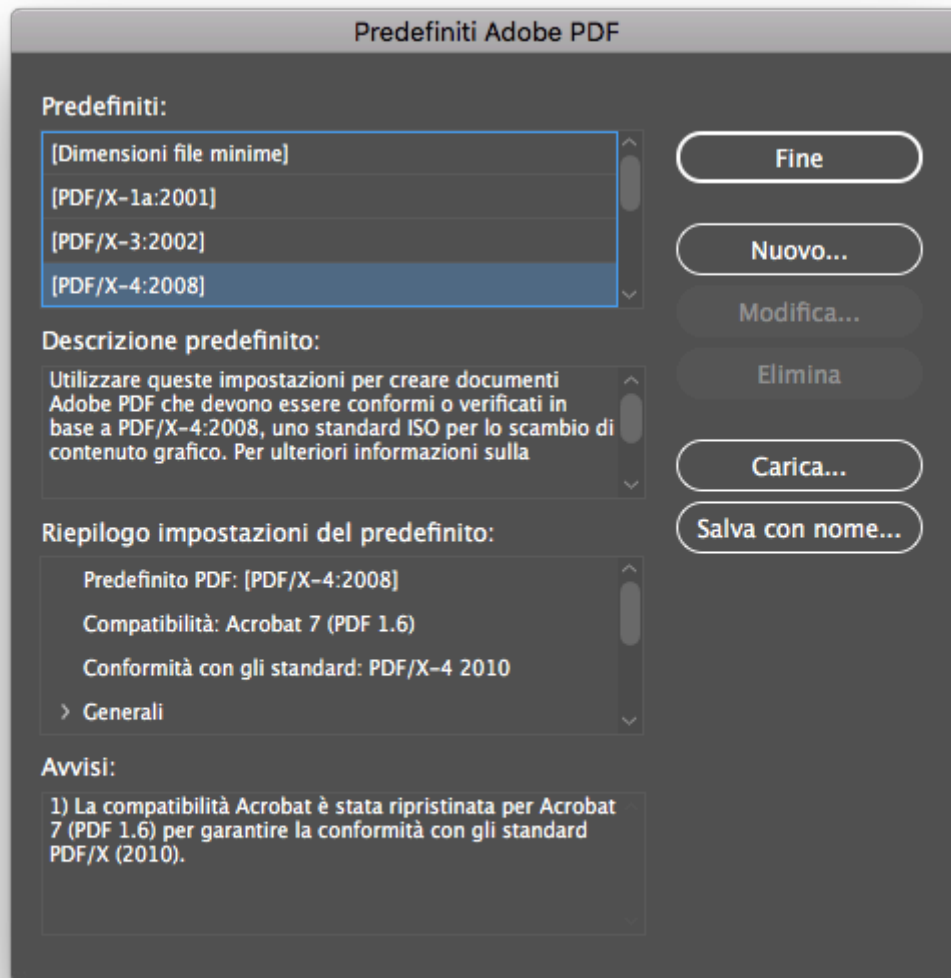 Predefiniti Adobe PDF
Predefiniti:
[Dimensioni file minime]
[PDF/X-1a:2001]
[PDF/X-3:2002]
[PDF/X-4:2008]
Fine
Nuovo...
Modifica...
Elimina
Carica...
Salva con nome...
Descrizione predefinito:
Utilizzare queste impostazioni per creare documenti
Adobe PDF che devono essere conformi o verificati in
base a PDF/X-4:2008, uno standard ISO per lo scambio di
contenuto grafico. Per ulteriori informazioni sulla
Riepilogo impostazioni del predefinito:
Predefinito PDF: [PDF/X-4:2008]
Compatibilità: Acrobat 7 (PDF 1.6)
Conformità con gli standard: PDF/X-4 2010
> Generali
Avvisi:
1) La compatibilità Acrobat è stata ripristinata per Acrobat
7 (PDF 1.6) per garantire la conformità con gli standard
PDF/X (2010).